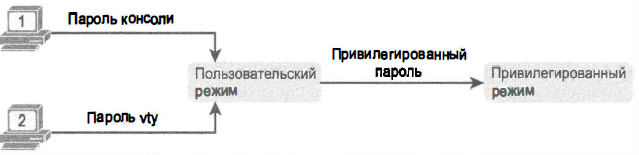 1
Пароль консоли
Привилегированный
пароль
Пользовательский
режим
Привилегированный
режим
2
Пароль vty